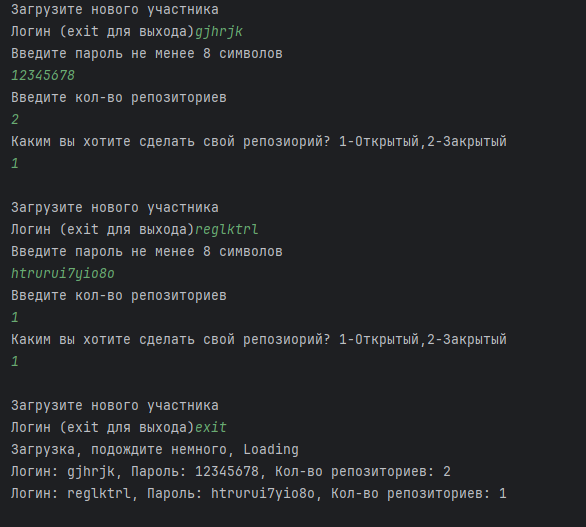 Загрузите нового участника
Логин (exit для выхода)gjhrjk
Введите пароль не менее 8 символов
12345678
Введите кол-во репозиториев
2
Каким вы хотите сделать свой репозиорий? 1-Открытый,2-Закрытый
1
Загрузите нового участника
Логин (exit для выхода)reglktrl
Введите пароль не менее 8 символов
htrurui7yio8o
Введите кол-во репозиториев
1
Каким вы хотите сделать свой репозиорий? 1-Открытый,2-Закрытый
1
Загрузите нового участника
Логин (exit для выхода)exit
Загрузка, подождите немного, Loading
Логин: gjhrjk, Пароль: 12345678, Кол-во репозиториев: 2
Логин: reglktrl, Пароль: htrurui7yio8o, Кол-во репозиториев: 1